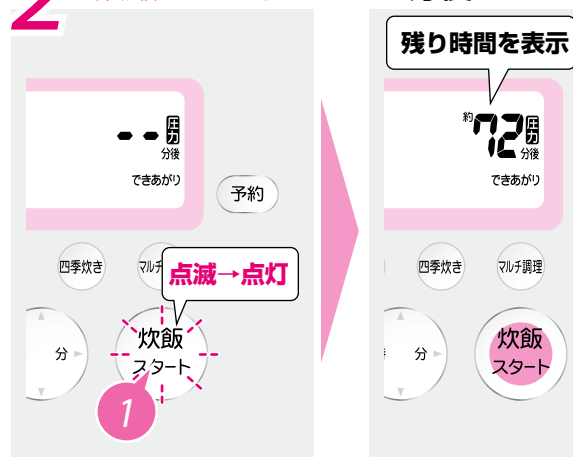 2
残り時間を表示
-- 圧力
分後
できあがり
予約
四季炊き
マルチ
点滅→点灯
分
炊飯
スタート
1
約72 圧力
分後
できあがり
四季炊き
マルチ調理
分
炊飯
スタート